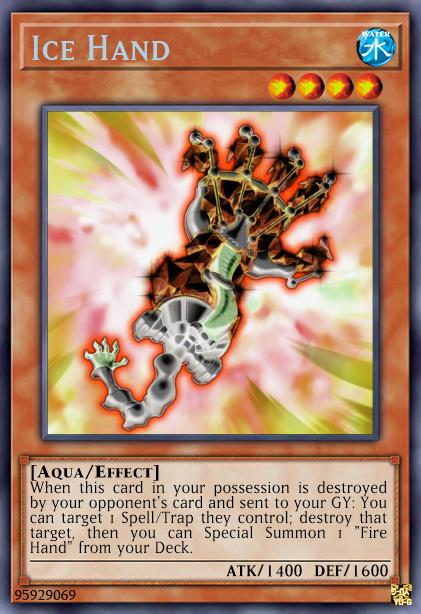 Ice Hand
WATER
水
[Aqua/Effect]
When this card in your possession is destroyed
by your opponent's card and sent to your GY: You
can target 1 Spell/Trap they control; destroy that
target, then you can Special Summon 1 "Fire
Hand" from your Deck.
ATK/1400 DEF/1600
95929069